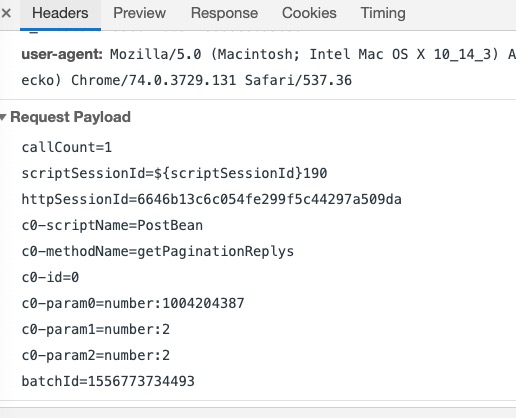 Headers Preview Response Cookies Timing
user-agent: Mozilla/5.0 (Macintosh; Intel Mac OS X 10_14_3) A
ecko) Chrome/74.0.3729.131 Safari/537.36
Request Payload
callCount=1
scriptSessionId=${scriptSessionId}190
httpSessionId=6646b13c6c054fe299f5c44297a509da
c0-scriptName=PostBean
c0-methodName=getPaginationReplys
c0-id=0
c0-param0=number:1004204387
c0-param1=number:2
c0-param2=number:2
batchId=1556773734493